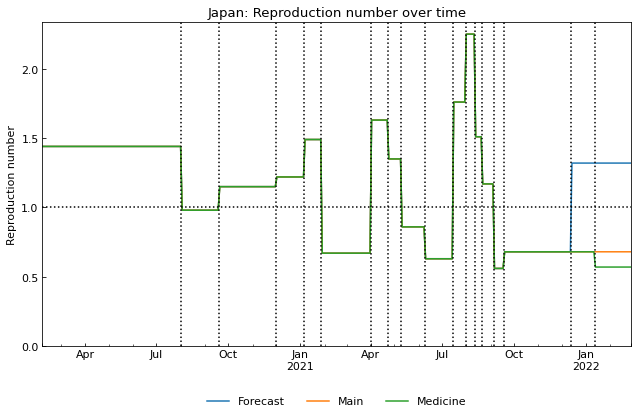 Japan: Reproduction number over time
Reproduction number
2.0
1.5
1.0
0.5
0.0
Apr Jul Oct Jan Apr Jul Oct Jan
2021 2022
Forecast Main Medicine